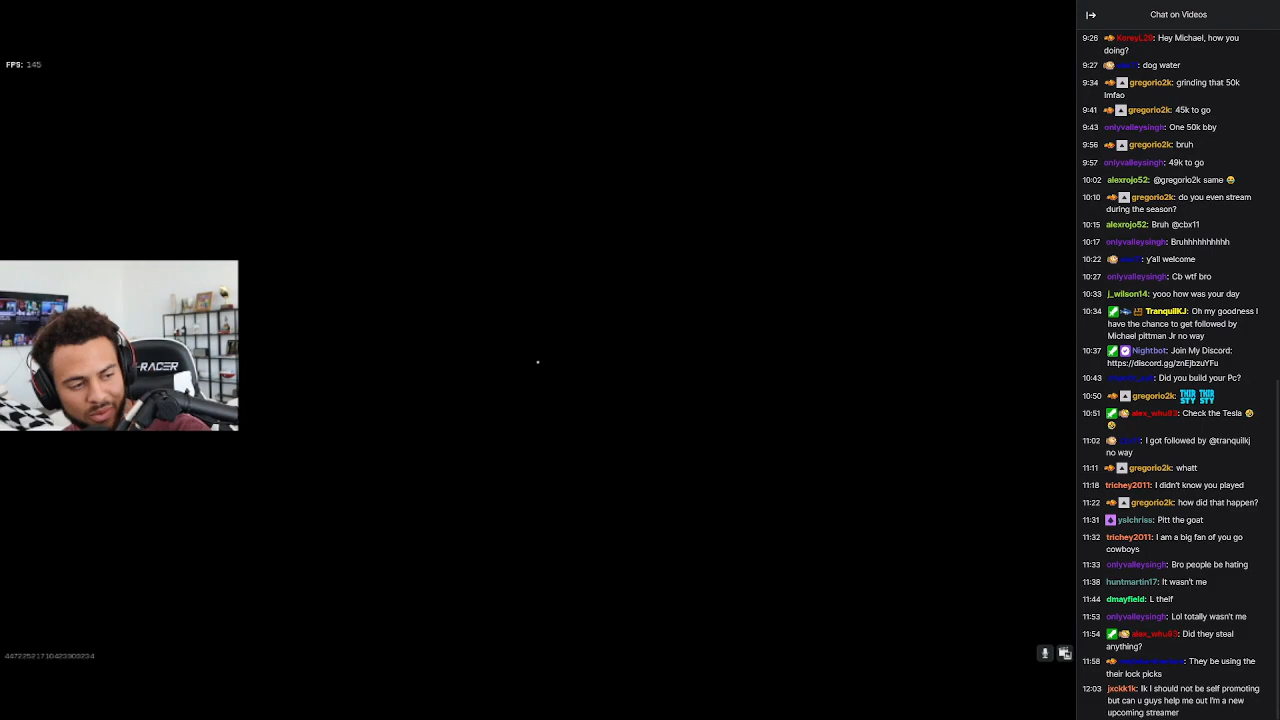 FPS: 145
-RACER
Chat on Videos
9:26 KoreyL29: Hey Michael, how you
doing?
9:27 : dog water
9:34 gregorio2k: grinding that 50k
lmfao
9:41 gregorio2k: 45k to go
9:43 onlyvalleysingh: One 50k bby
9:56 gregorio2k: bruh
9:57 onlyvalleysingh: 49k to go
10:02 alexrojo52: @gregorio2k same 😂
10:10 gregorio2k: do you even stream
during the season?
10:15 alexrojo52: Bruh @cbx11
10:17 onlyvalleysingh: Bruhhhhhhhhh
10:22 : y'all welcome
10:27 onlyvalleysingh: Cb wtf bro
10:33 j_wilson14: yooo how was your day
10:34 TranquilKJ: Oh my goodness I
have the chance to get followed by
Michael pittman Jr no way
10:37 Nightbot: Join My Discord:
https://discord.gg/znEjbzuYFu
10:43 : Did you build your Pc?
10:50 gregorio2k: THIRSTY THIRSTY
10:51 alex_whu93: Check the Tesla 🤣
🤣
11:02 : I got followed by @tranquilkj
no way
11:11 gregorio2k: whatt
11:18 trichey2011: I didn't know you played
11:22 gregorio2k: how did that happen?
11:31 yslchriss: Pitt the goat
11:32 trichey2011: I am a big fan of you go
cowboys
11:33 onlyvalleysingh: Bro people be hating
11:38 huntmartin17: It wasn't me
11:44 dmayfield: L theif
11:53 onlyvalleysingh: Lol totally wasn't me
11:54 alex_whu93: Did they steal
anything?
11:58 : They be using the
their lock picks
12:03 jxckk1k: Ik I should not be self promoting
but can u guys help me out I'm a new
upcoming streamer